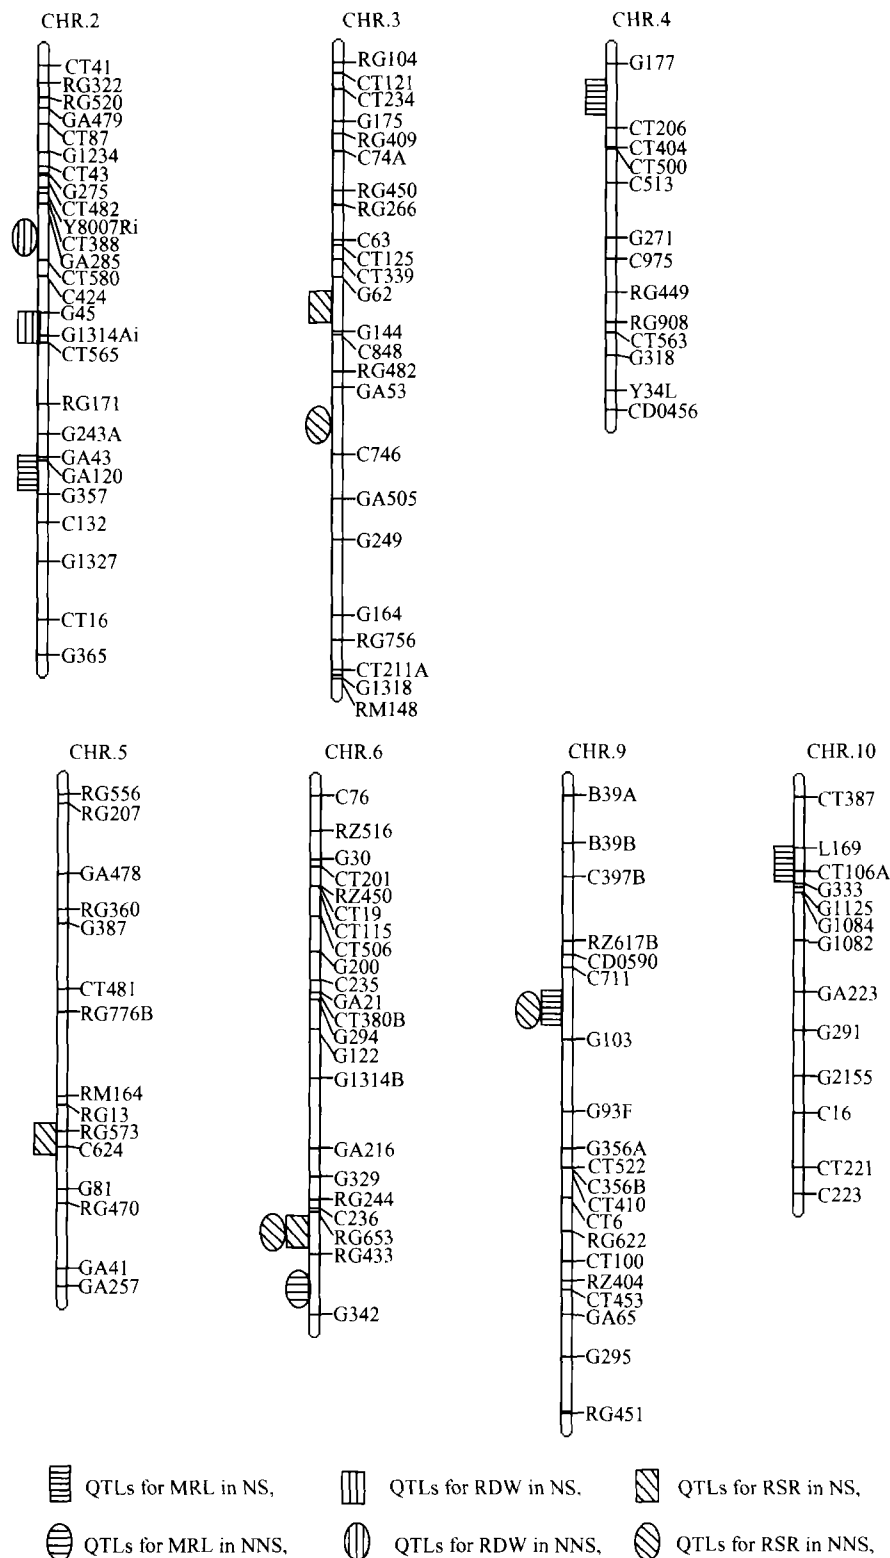 CHR.2
CT41
RG322
RG520
GA479
CT87
G1234
CT43
G275
CT482
Y8007Ri
CT388
GA285
CT580
C424
G45
G1314Ai
CT565
RG171
G243A
GA43
GA120
G357
C132
G1327
CT16
G365
CHR.3
RG104
CT121
CT234
G175
RG409
C74A
RG450
RG266
C63
CT125
CT339
G62
G144
C848
RG482
GA53
C746
GA505
G249
G164
RG756
CT211A
G1318
RM148
CHR.4
G177
CT206
CT404
CT500
C513
G271
C975
RG449
RG908
CT563
G318
Y34L
CD0456
CHR.5
RG556
RG207
GA478
RG360
G387
CT481
RG776B
RM164
RG13
RG573
C624
G81
RG470
GA41
GA257
CHR.6
C76
RZ516
G30
CT201
RZ450
CT19
CT115
CT506
G200
C235
GA21
CT380B
G294
G122
G1314B
GA216
G329
RG244
C236
RG653
RG433
G342
CHR.9
B39A
B39B
C397B
RZ617B
CD0590
C711
G103
G93F
G356A
CT522
C356B
CT410
CT6
RG622
CT100
RZ404
CT453
GA65
G295
RG451
CHR.10
CT387
L169
CT106A
G333
G1125
G1084
G1082
GA223
G291
G2155
C16
CT221
C223
QTLs for MRL in NS,
QTLs for RDW in NS,
QTLs for RSR in NS,
QTLs for MRL in NNS,
QTLs for RDW in NNS,
QTLs for RSR in NNS,